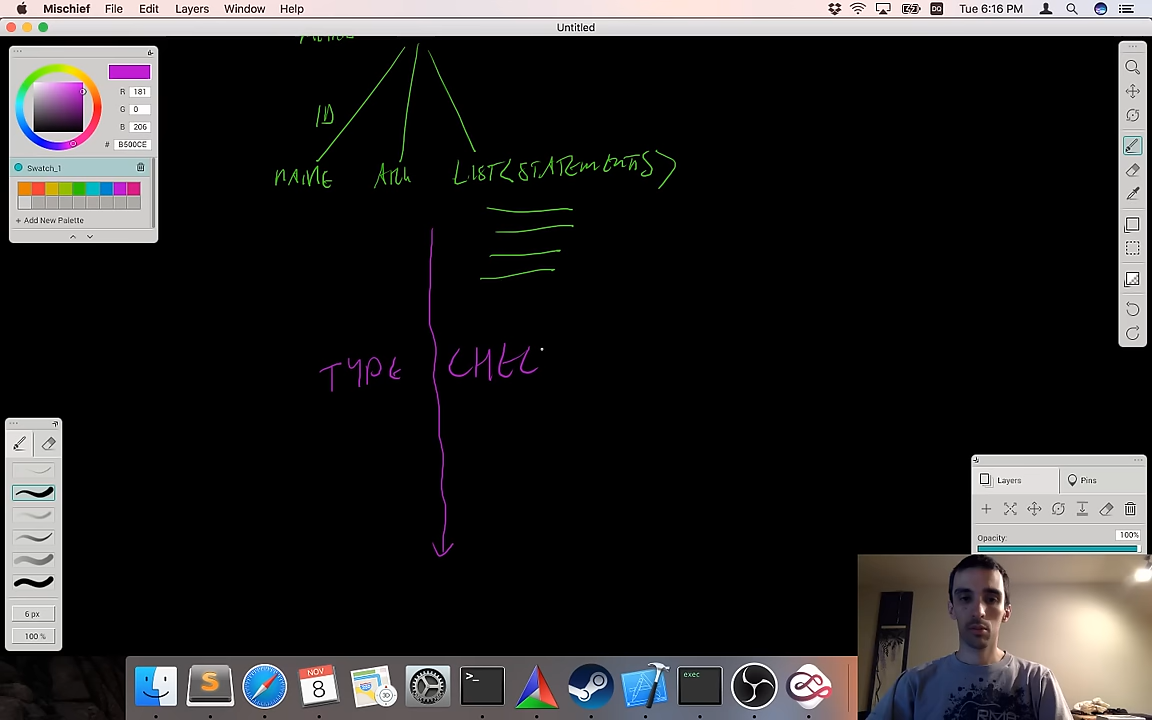 Mischief File Edit Layers Window Help
Tue 6:16 PM
Untitled
R 181
G 0
B 206
# B500CE
Swatch_1
+ Add New Palette
ID
NAME LIST<STATEMENTS>
TYPE CHEC
6 px
100 %
Layers Pins
Opacity: 100%
NOV
8
3D
>_
exec